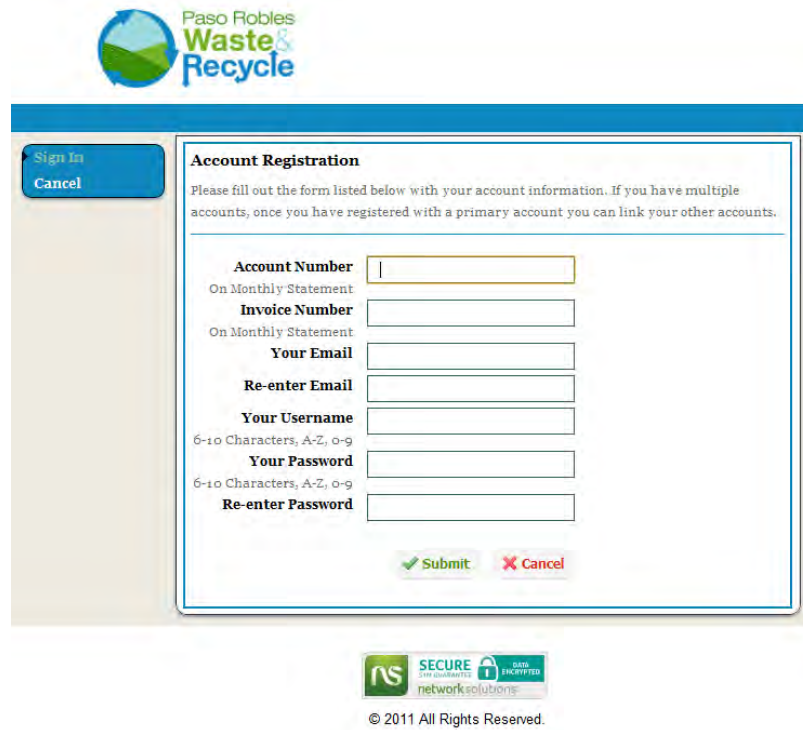 Paso Robles
Waste&
Recycle
Sign In
Cancel
Account Registration
Please fill out the form listed below with your account information. If you have multiple
accounts, once you have registered with a primary account you can link your other accounts.
Account Number
On Monthly Statement
Invoice Number
On Monthly Statement
Your Email
Re-enter Email
Your Username
6-10 Characters, A-Z, 0-9
Your Password
6-10 Characters, A-Z, 0-9
Re-enter Password
Submit Cancel
SECURE DATA
ENCRYPTED
networksolutions
© 2011 All Rights Reserved.